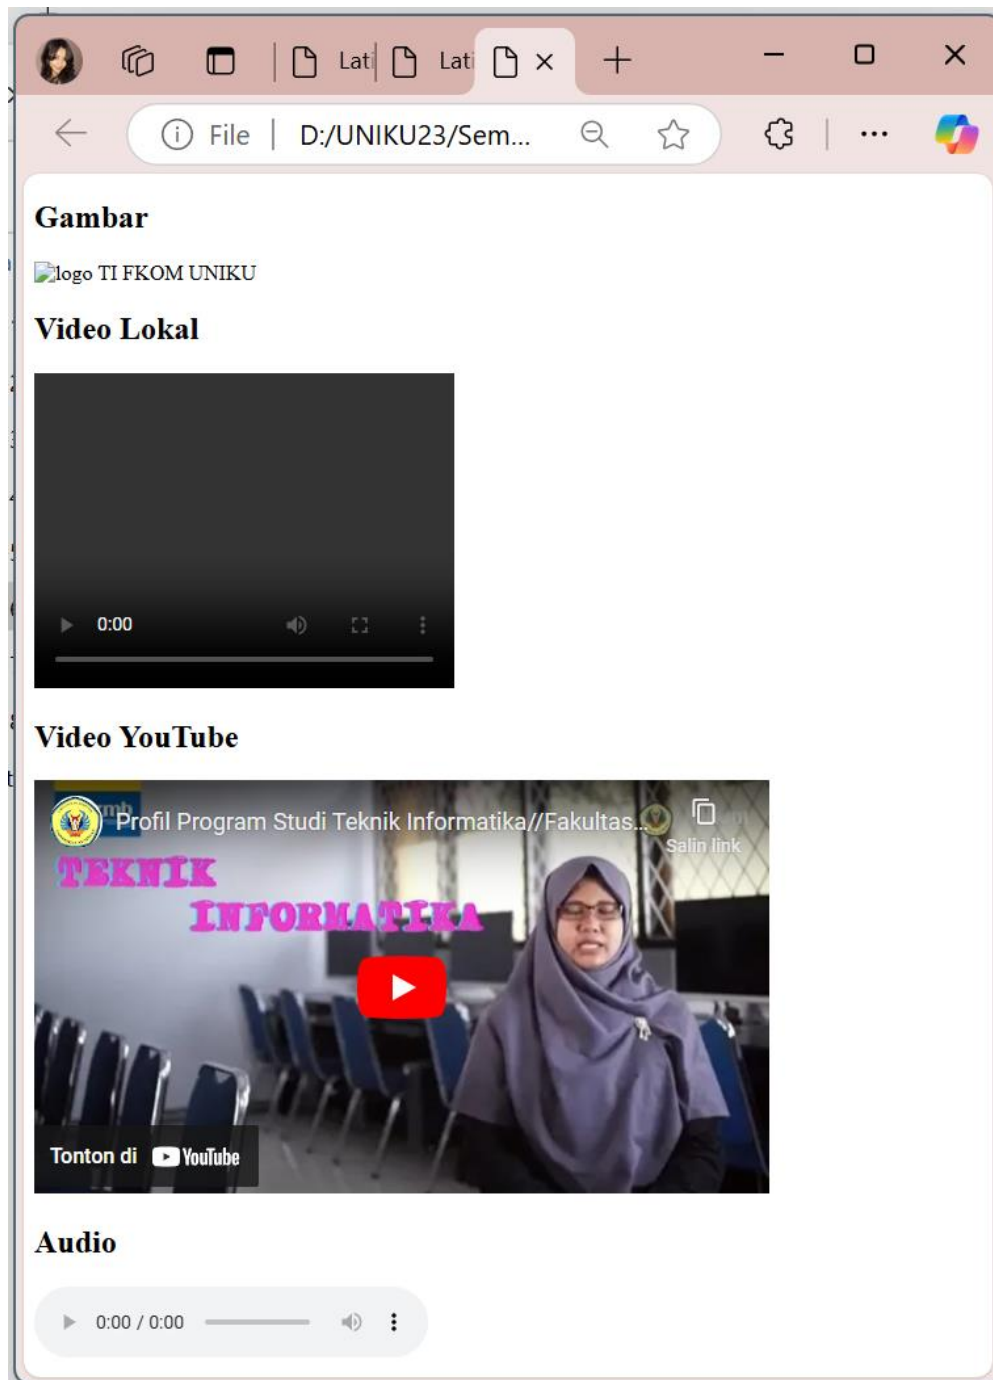 Lati
Lati
File
D:/UNIKU23/Sem...
Gambar
logo TI FKOM UNIKU
Video Lokal
0:00
Video YouTube
Profil Program Studi Teknik Informatika//Fakultas...
Salin link
TEKNIK
INFORMATIKA
Tonton di YouTube
Audio
0:00 / 0:00